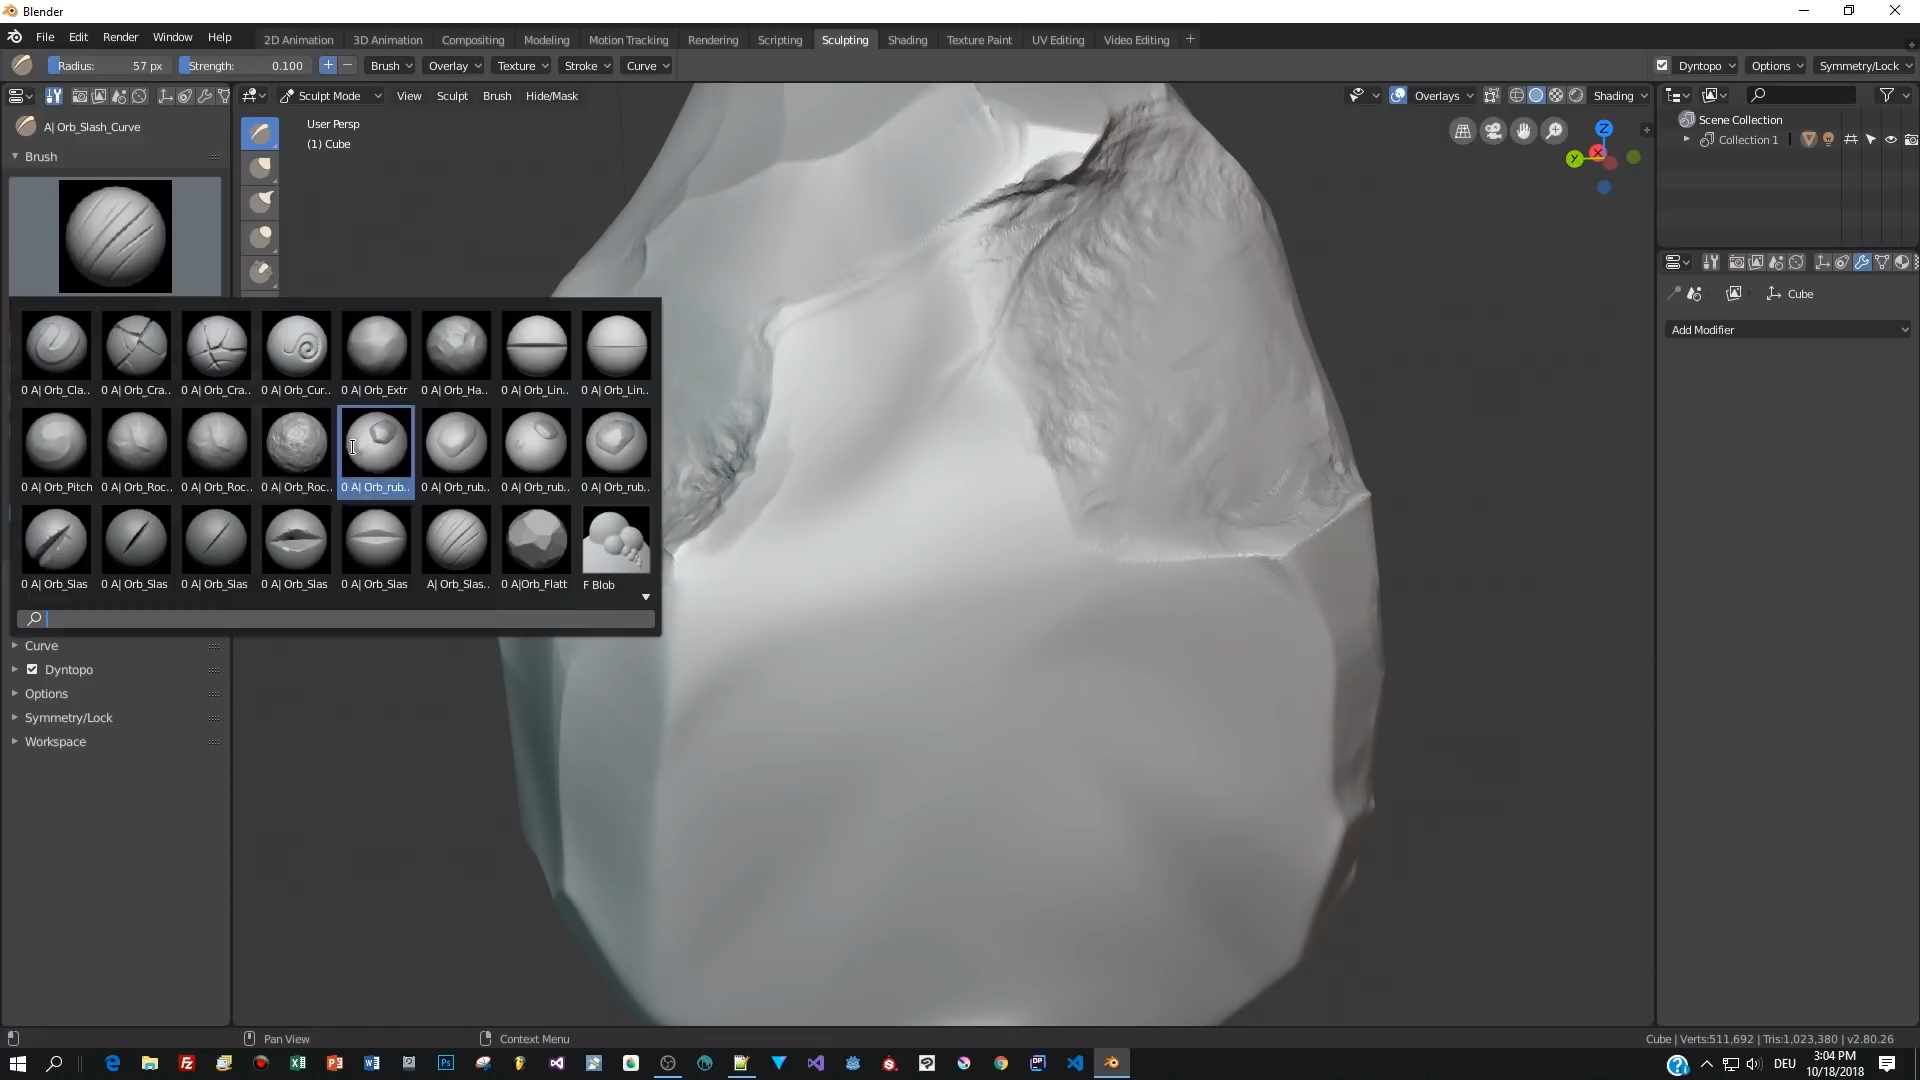 Blender
File Edit Render Window Help 2D Animation 3D Animation Compositing Modeling Motion Tracking Rendering Scripting Sculpting Shading Texture Paint UV Editing Video Editing
Radius: 57 px Strength: 0.100 Brush Overlay Texture Stroke Curve Dyntopo Options Symmetry/Lock
Sculpt Mode View Sculpt Brush Hide/Mask Overlays Shading
A| Orb_Slash_Curve
Brush
User Persp
(1) Cube
Scene Collection
Collection 1
Cube
Add Modifier
0 A| Orb_Cla.. 0 A| Orb_Cra.. 0 A| Orb_Cra.. 0 A| Orb_Cur.. 0 A| Orb_Extr 0 A| Orb_Ha.. 0 A| Orb_Lin.. 0 A| Orb_Lin..
0 A| Orb_Pitch 0 A| Orb_Roc.. 0 A| Orb_Roc.. 0 A| Orb_Roc.. 0 A| Orb_rub.. 0 A| Orb_rub.. 0 A| Orb_rub.. 0 A| Orb_rub..
0 A| Orb_Slas 0 A| Orb_Slas 0 A| Orb_Slas 0 A| Orb_Slas 0 A| Orb_Slas A| Orb_Slas.. 0 A|Orb_Flatt F Blob
Curve
Dyntopo
Options
Symmetry/Lock
Workspace
Pan View Context Menu Cube | Verts:511,692 | Tris:1,023,380 | v2.80.26
DEU 3:04 PM
10/18/2018